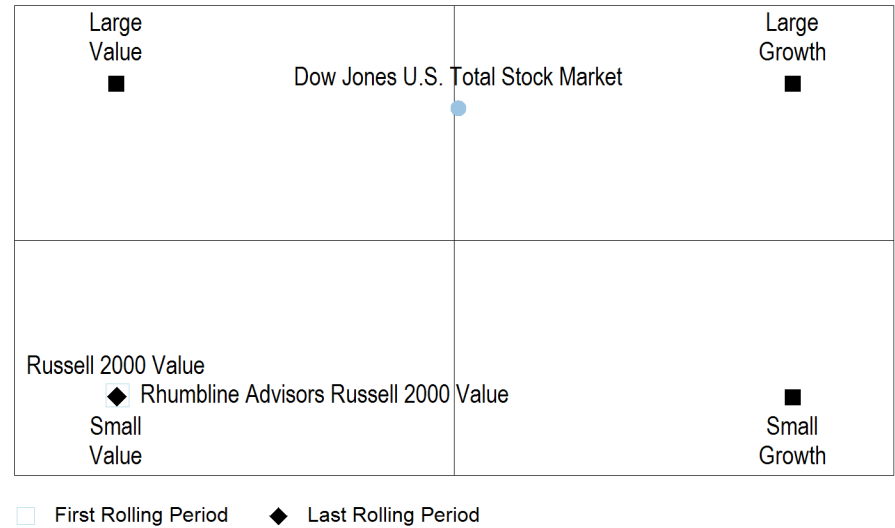 Large
Value
Large
Growth
Dow Jones U.S. Total Stock Market
Russell 2000 Value
Rhumbline Advisors Russell 2000 Value
Small
Value
Small
Growth
First Rolling Period
Last Rolling Period